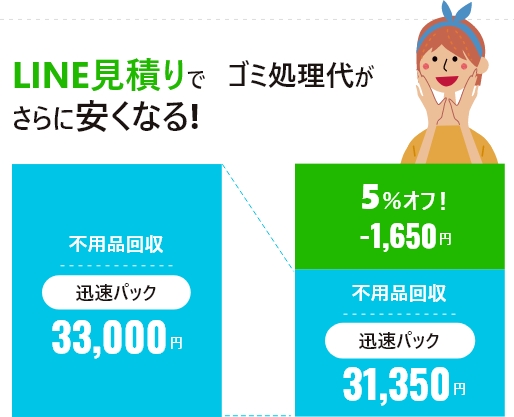 LINE見積りで ゴミ処理代が
さらに安くなる!
不用品回収
迅速パック
33,000円
5%オフ!
-1,650円
不用品回収
迅速パック
31,350円